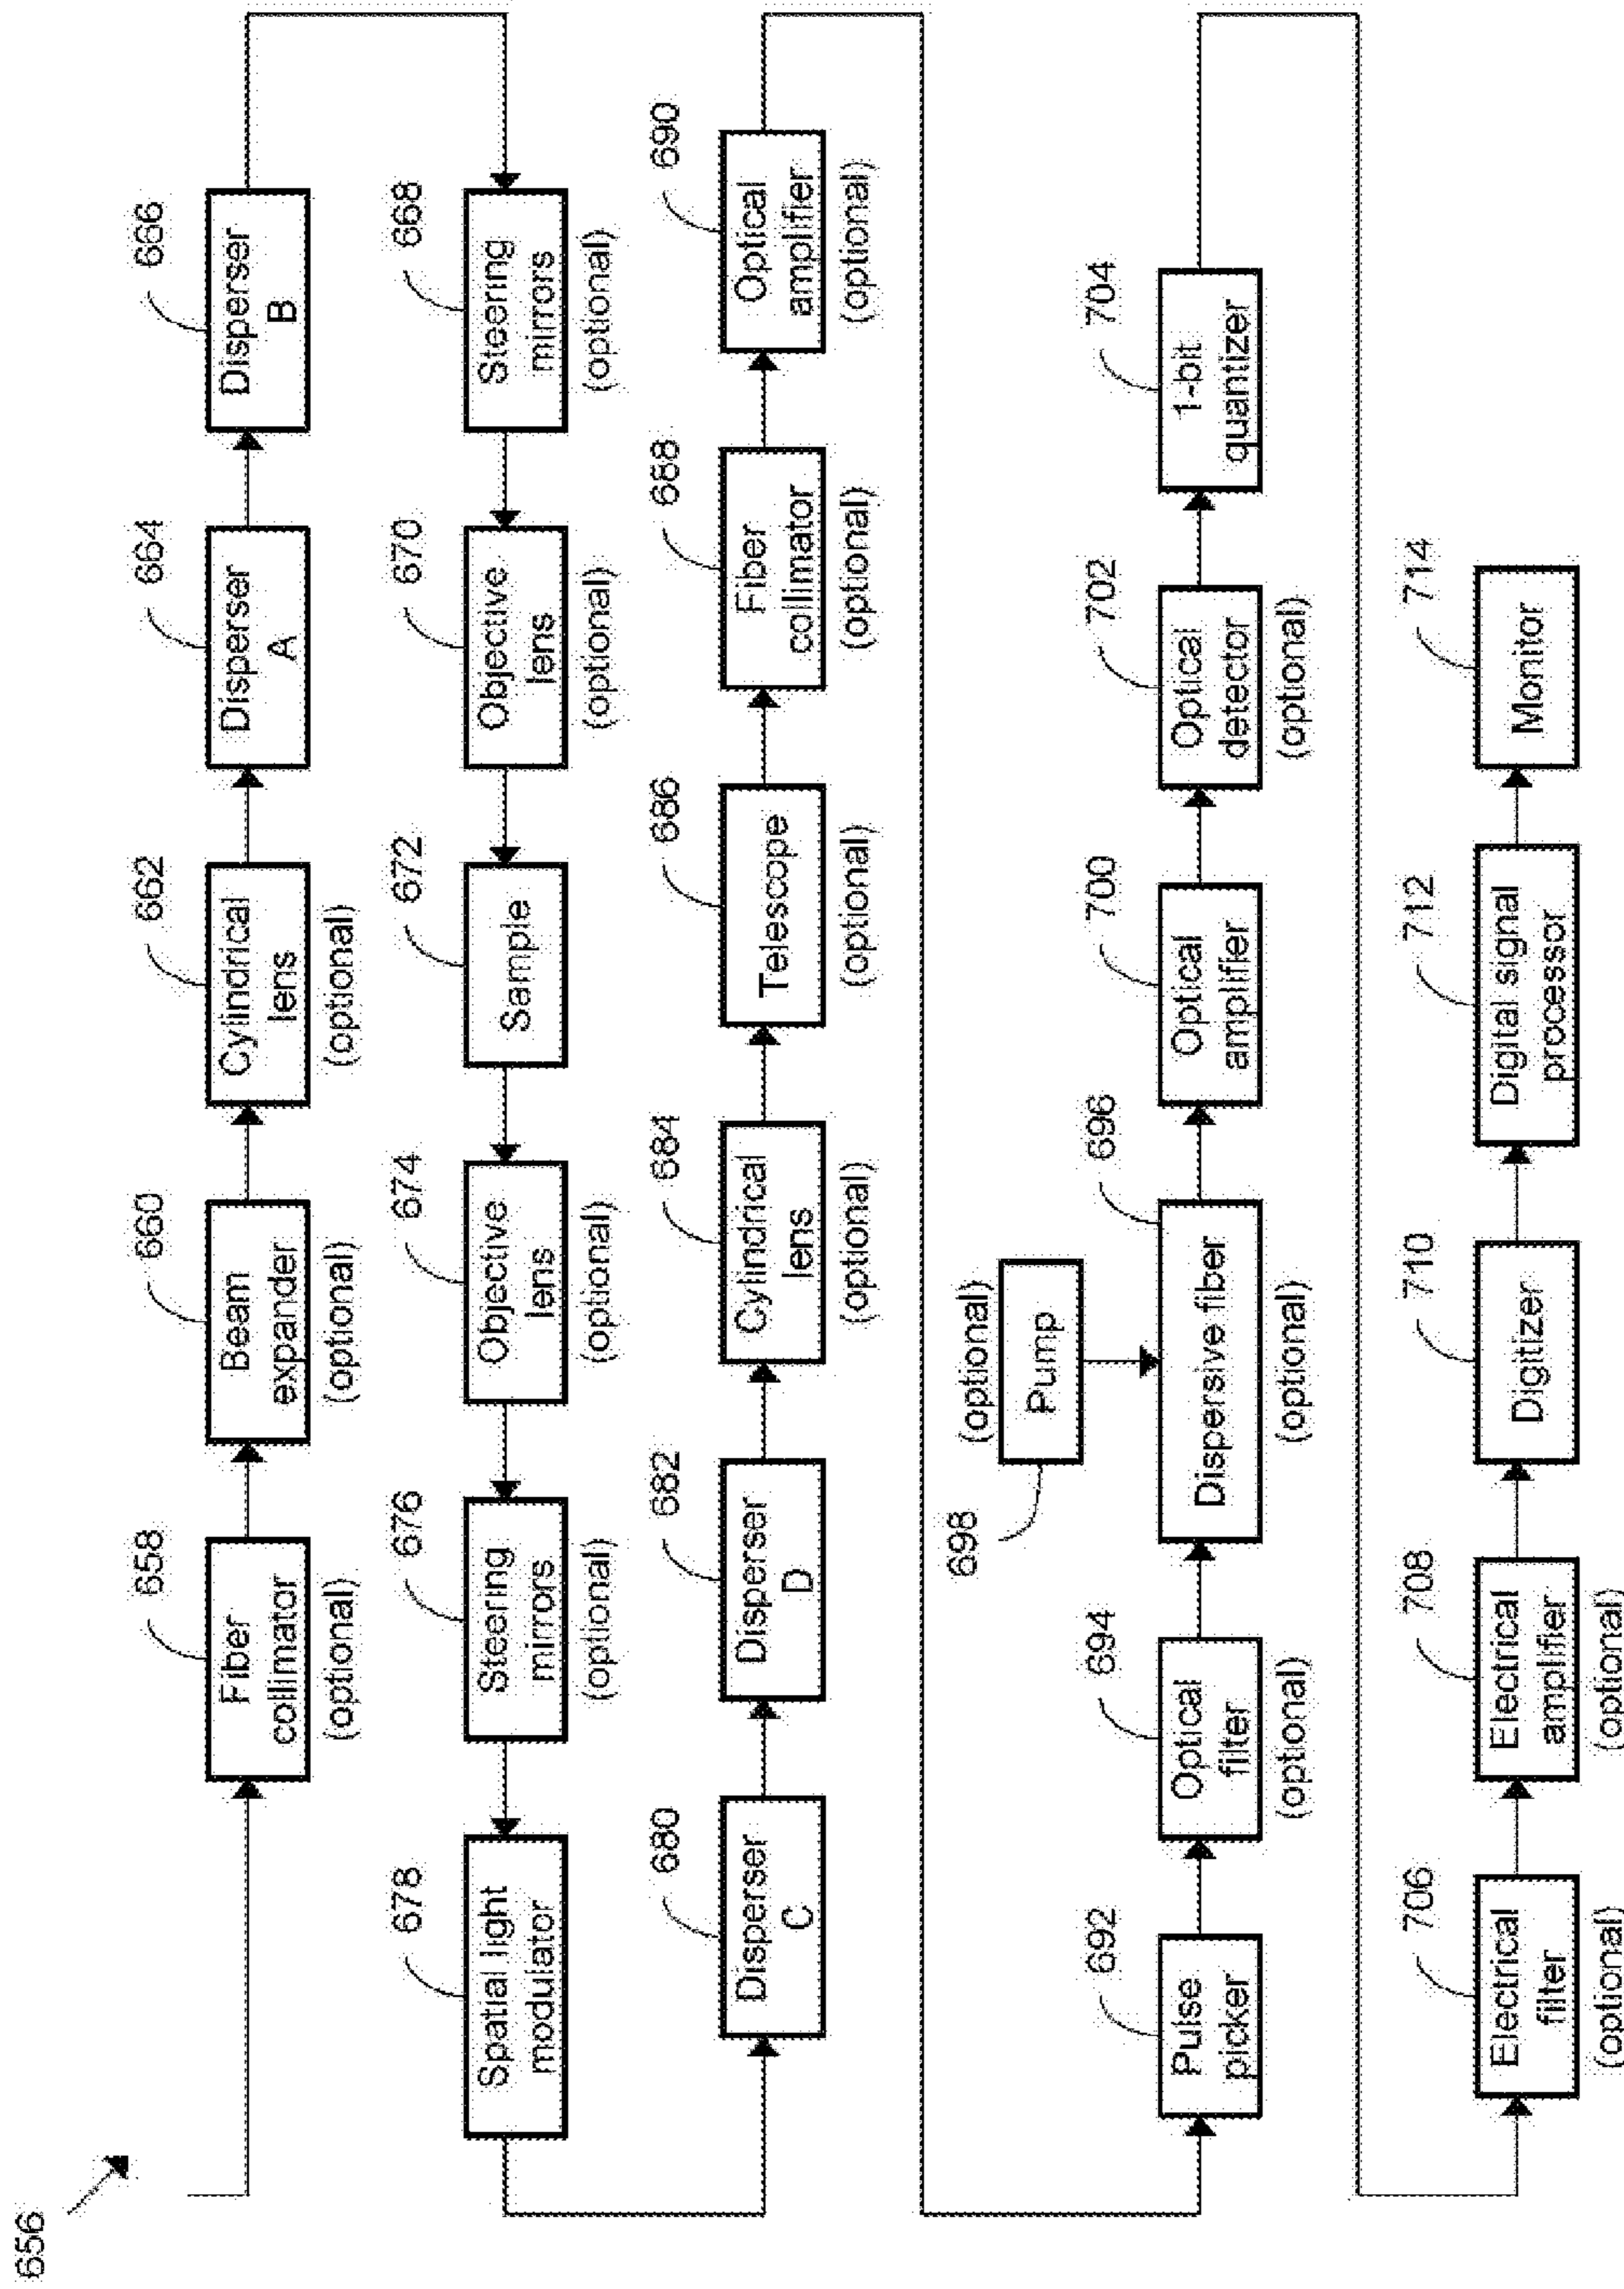 656
658
Fiber
collimator
(optional)
660
Beam
expander
(optional)
662
Cylindrical
lens
(optional)
664
Disperser
A
666
Disperser
B
668
Steering
mirrors
(optional)
670
Objective
lens
(optional)
672
Sample
674
Objective
lens
(optional)
676
Steering
mirrors
(optional)
678
Spatial light
modulator
680
Disperser
C
682
Disperser
D
684
Cylindrical
lens
(optional)
686
Telescope
(optional)
688
Fiber
collimator
(optional)
690
Optical
amplifier
(optional)
692
Pulse
picker
694
Optical
filter
(optional)
698
(optional)
Pump
696
Dispersive fiber
(optional)
700
Optical
amplifier
702
Optical
detector
(optional)
704
1-bit
quantizer
706
Electrical
filter
(optional)
708
Electrical
amplifier
(optional)
710
Digitizer
712
Digital signal
processor
714
Monitor